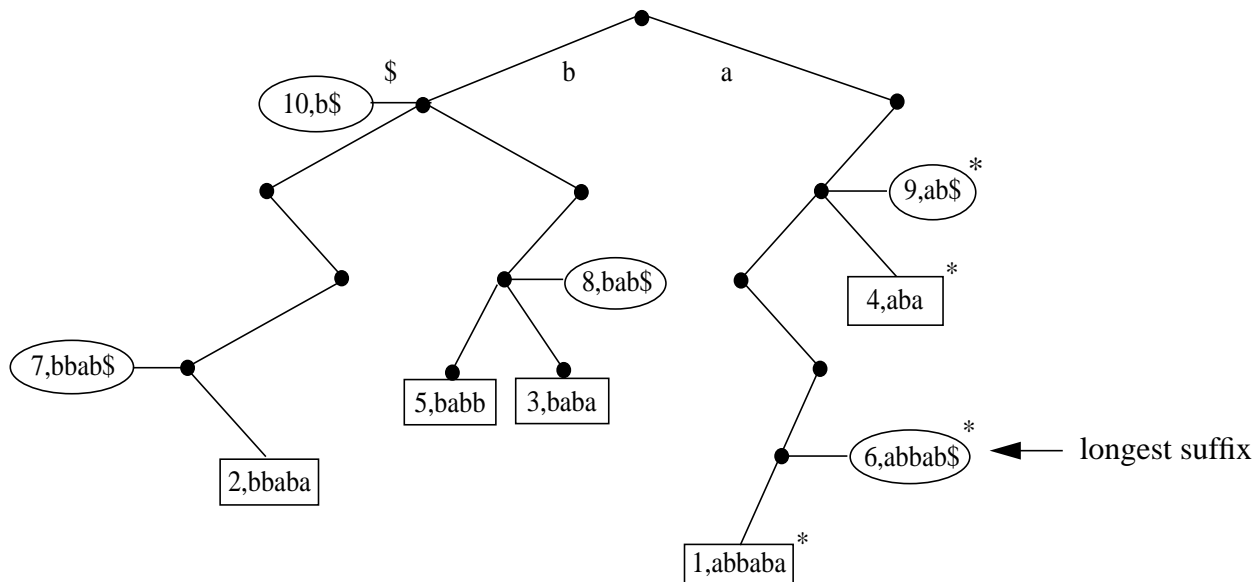 $
b
a
10,b$
9,ab$
*
8,bab$
4,aba
*
7,bbab$
5,babb
3,baba
6,abbab$
*
longest suffix
2,bbaba
1,abbaba
*